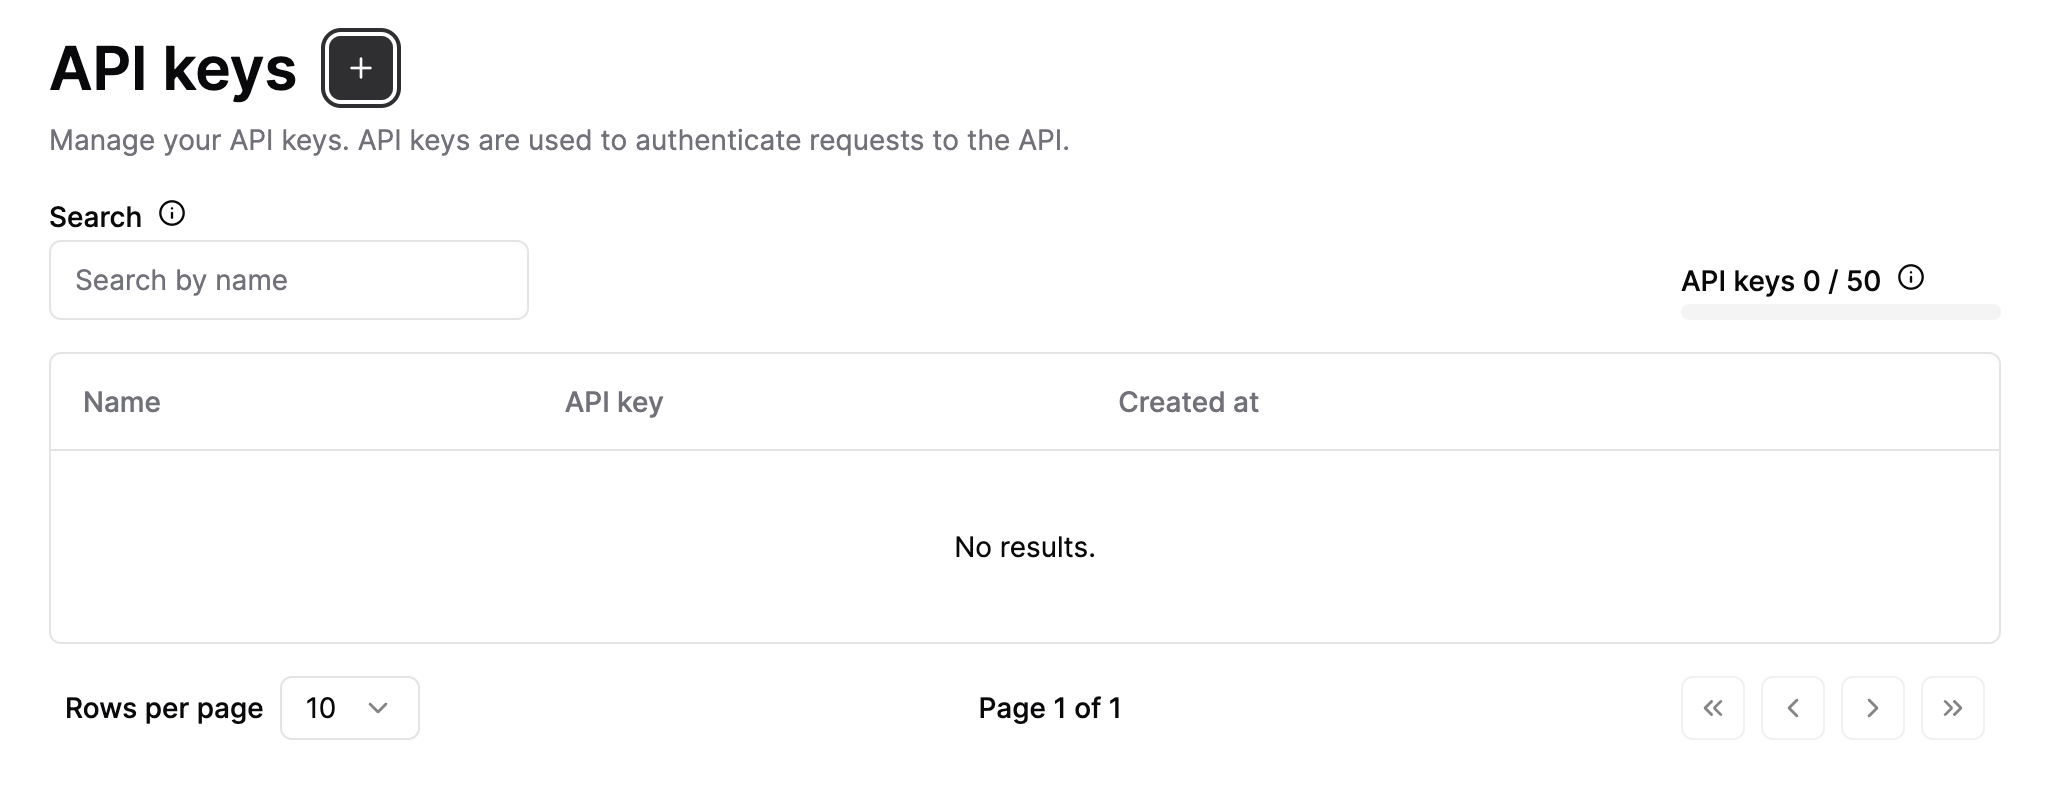 API keys
Manage your API keys. API keys are used to authenticate requests to the API.
Search
Search by name
API keys 0 / 50
Name API key Created at
No results.
Rows per page 10 Page 1 of 1